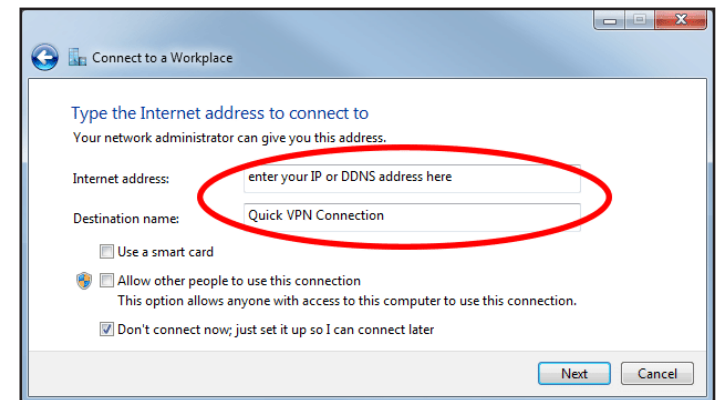 Connect to a Workplace
Type the Internet address to connect to
Your network administrator can give you this address.
Internet address: enter your IP or DDNS address here
Destination name: Quick VPN Connection
Use a smart card
Allow other people to use this connection
This option allows anyone with access to this computer to use this connection.
Don't connect now; just set it up so I can connect later
Next Cancel